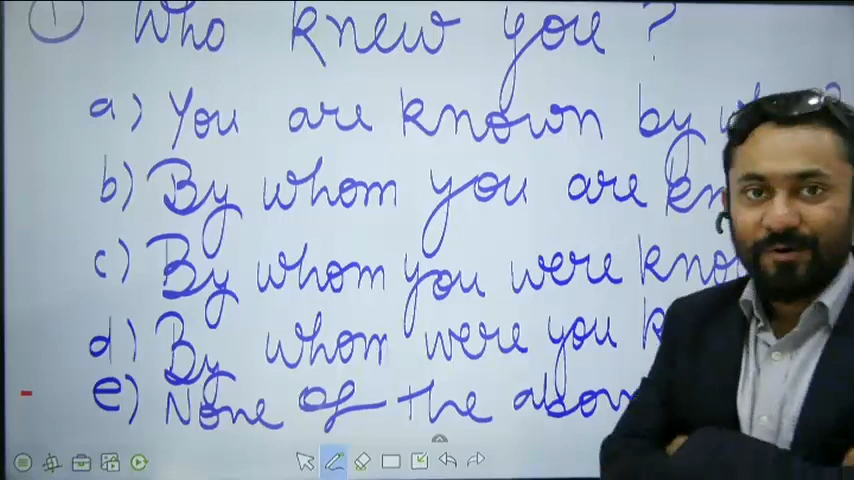 1 Who knew you ?
a) You are known by
b) By whom you are
c) By whom you were
d) By whom were you
e) None of the